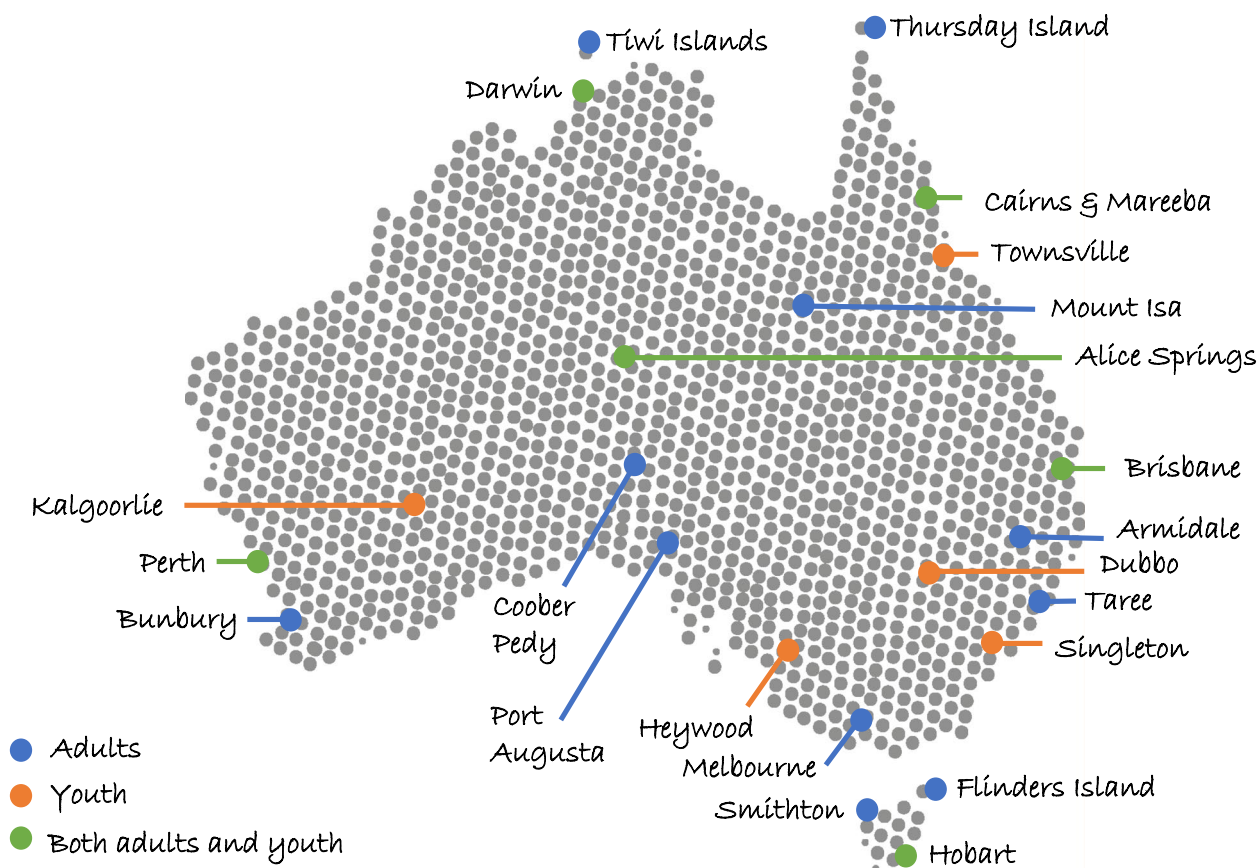 Tiwi Islands
Thursday Island
Darwin
Cairns & Mareeba
Townsville
Mount Isa
Alice Springs
Brisbane
Kalgoorlie
Armidale
Perth
Dubbo
Coober
Pedy
Taree
Bunbury
Singleton
Port
Augusta
Heywood
Melbourne
Adults
Youth
Both adults and youth
Flinders Island
Smithton
Hobart